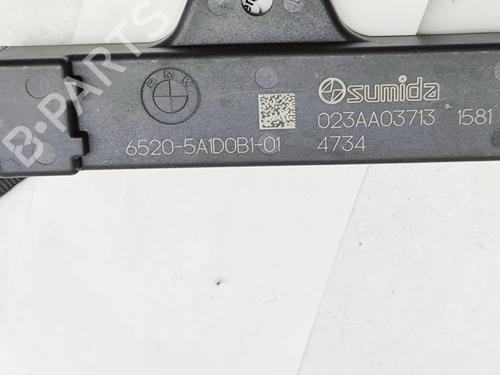 BMW
sumida
6520-5A1D0B1-01
023AA03713 1581
4734
B-PARTS